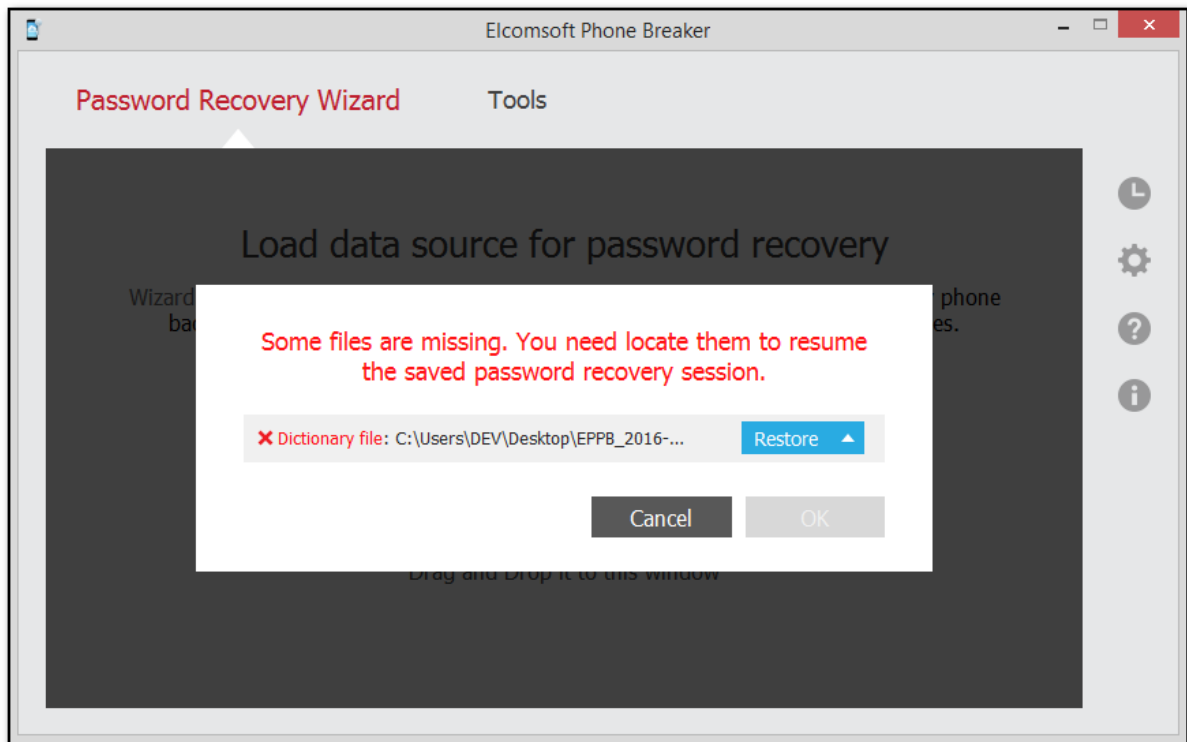 Elcomsoft Phone Breaker
Password Recovery Wizard Tools
Load data source for password recovery
Wizard phone
es.
Some files are missing. You need locate them to resume
the saved password recovery session.
Dictionary file: C:\Users\DEV\Desktop\EPPB_2016-... Restore
Cancel OK
Drag and Drop it to this window